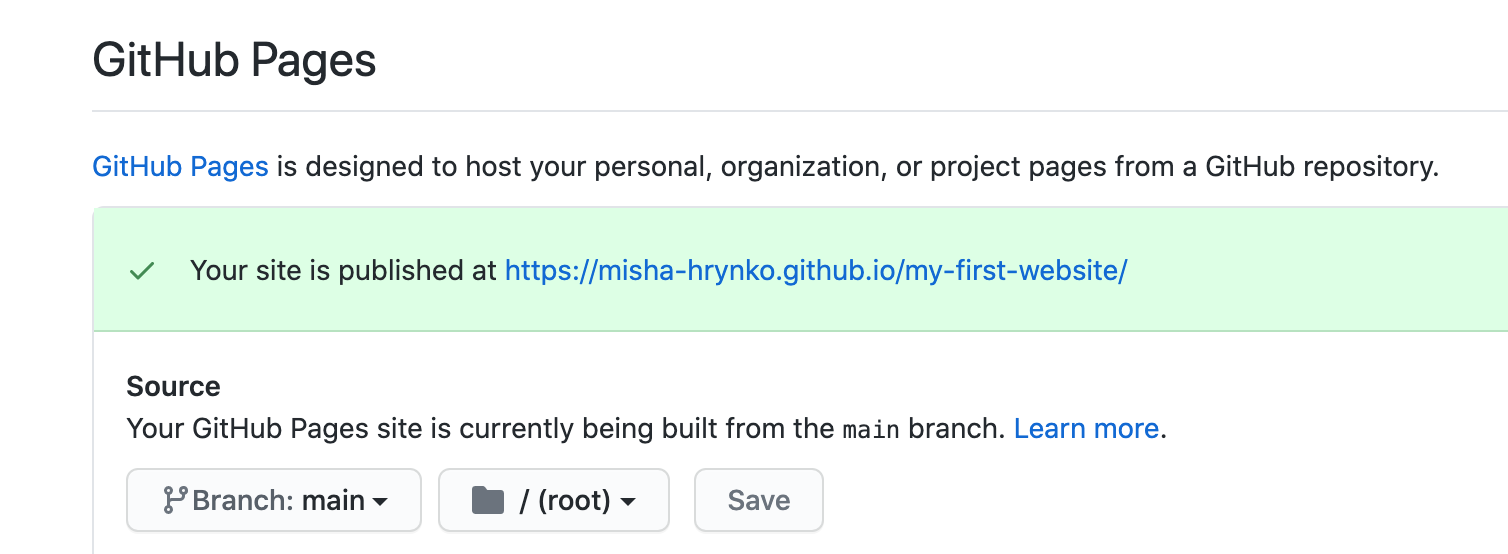 GitHub Pages
GitHub Pages is designed to host your personal, organization, or project pages from a GitHub repository.
Your site is published at https://misha-hrynko.github.io/my-first-website/
Source
Your GitHub Pages site is currently being built from the main branch. Learn more.
Branch: main / (root) Save